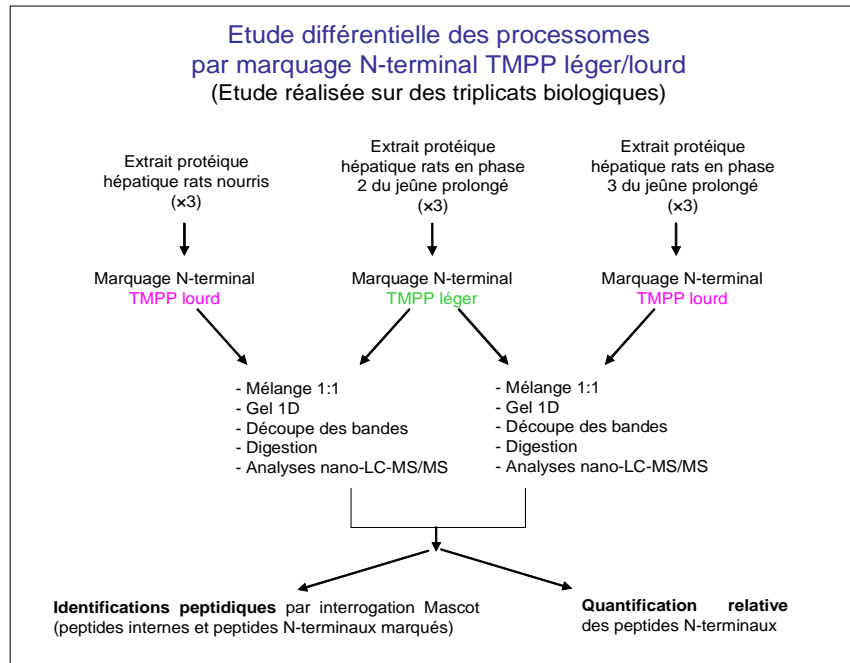 Etude différentielle des processomes
par marquage N-terminal TMPP léger/lourd
(Etude réalisée sur des triplicats biologiques)
Extrait protéique
hépatique rats nourris
(×3)
Extrait protéique
hépatique rats en phase
2 du jeûne prolongé
(×3)
Extrait protéique
hépatique rats en phase
3 du jeûne prolongé
(×3)
Marquage N-terminal
TMPP lourd
Marquage N-terminal
TMPP léger
Marquage N-terminal
TMPP lourd
- Mélange 1:1
- Gel 1D
- Découpe des bandes
- Digestion
- Analyses nano-LC-MS/MS
- Mélange 1:1
- Gel 1D
- Découpe des bandes
- Digestion
- Analyses nano-LC-MS/MS
Identifications peptidiques par interrogation Mascot
(peptides internes et peptides N-terminaux marqués)
Quantification relative
des peptides N-terminaux